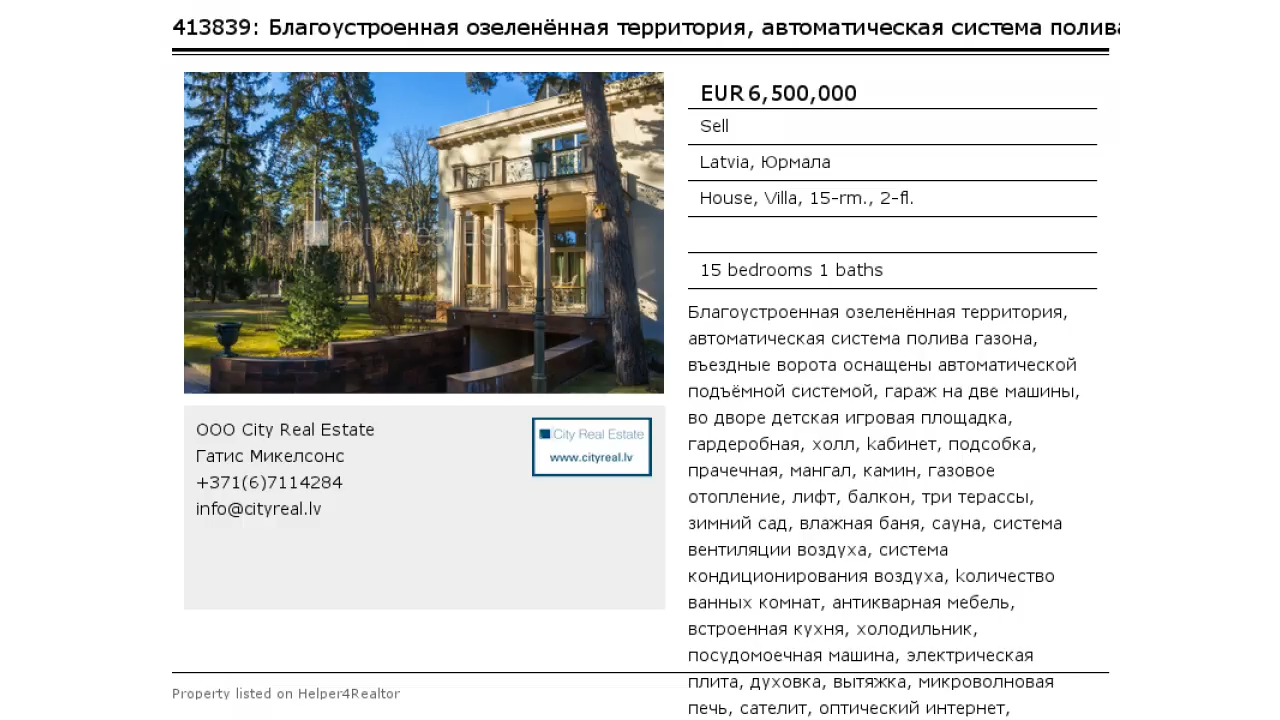 413839: Благоустроенная озеленённая территория, автоматическая система полива
City Real Estate
EUR 6,500,000
Sell
Latvia, Юрмала
House, Villa, 15-rm., 2-fl.
15 bedrooms 1 baths
Благоустроенная озеленённая территория,
автоматическая система полива газона,
въездные ворота оснащены автоматической
подъёмной системой, гараж на две машины,
во дворе детская игровая площадка,
гардеробная, холл, кабинет, подсобка,
прачечная, мангал, камин, газовое
отопление, лифт, балкон, три терассы,
зимний сад, влажная баня, сауна, система
вентиляции воздуха, система
кондиционирования воздуха, количество
ванных комнат, антикварная мебель,
встроенная кухня, холодильник,
посудомоечная машина, электрическая
плита, духовка, вытяжка, микроволновая
печь, сателит, оптический интернет,
ООО City Real Estate
Гатис Микелсонс
+371(6)7114284
info@cityreal.lv
City Real Estate
www.cityreal.lv
Property listed on Helper4Realtor